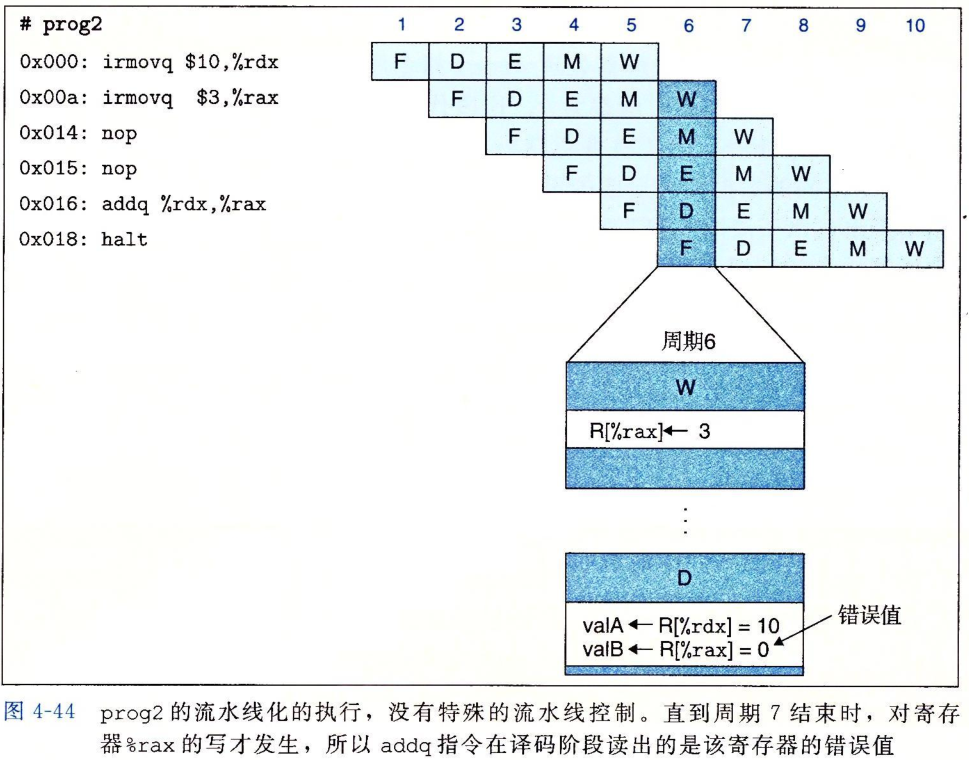 # prog2 1 2 3 4 5 6 7 8 9 10
0x000: irmovq $10,%rdx F D E M W
0x00a: irmovq $3,%rax F D E M W
0x014: nop F D E M W
0x015: nop F D E M W
0x016: addq %rdx,%rax F D E M W
0x018: halt F D E M W
周期6
W
R[%rax]← 3
⋮
D
valA ← R[%rdx] = 10
valB ← R[%rax] = 0
错误值
图 4-44 prog2 的流水线化的执行，没有特殊的流水线控制。直到周期 7 结束时，对寄存
器%rax 的写才发生，所以 addq 指令在译码阶段读出的是该寄存器的错误值